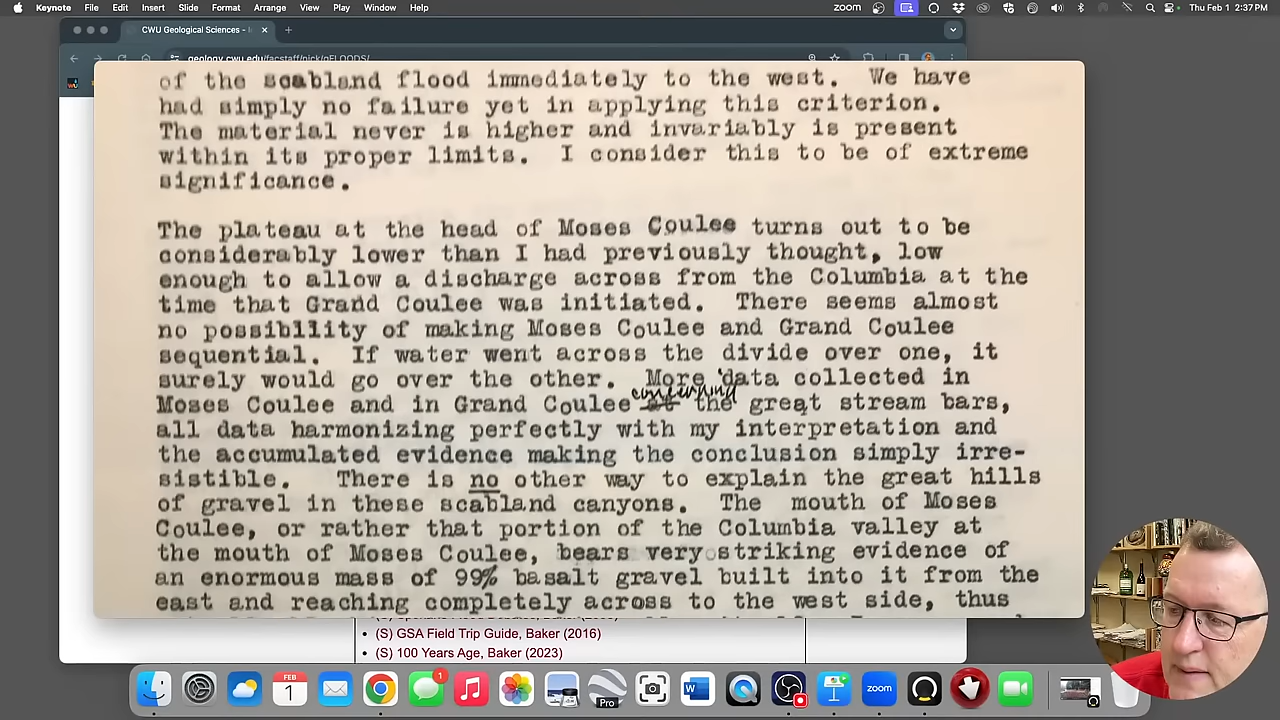 Keynote File Edit Insert Slide Format Arrange View Play Window Help zoom Thu Feb 1 2:37 PM
CWU Geological Sciences -
geology.cwu.edu/facstaff/nick/gFLOODS/
of the scabland flood immediately to the west. We have
had simply no failure yet in applying this criterion.
The material never is higher and invariably is present
within its proper limits. I consider this to be of extreme
significance.
The plateau at the head of Moses Coulee turns out to be
considerably lower than I had previously thought, low
enough to allow a discharge across from the Columbia at the
time that Grand Coulee was initiated. There seems almost
no possibility of making Moses Coulee and Grand Coulee
sequential. If water went across the divide over one, it
surely would go over the other. More data collected in
concerning
Moses Coulee and in Grand Coulee at the great stream bars,
all data harmonizing perfectly with my interpretation and
the accumulated evidence making the conclusion simply irre-
sistible. There is no other way to explain the great hills
of gravel in these scabland canyons. The mouth of Moses
Coulee, or rather that portion of the Columbia valley at
the mouth of Moses Coulee, bears very striking evidence of
an enormous mass of 99% basalt gravel built into it from the
east and reaching completely across to the west side, thus
• (S) GSA Field Trip Guide, Baker (2016)
• (S) 100 Years Age, Baker (2023)
FEB
1
1
Pro
zoom